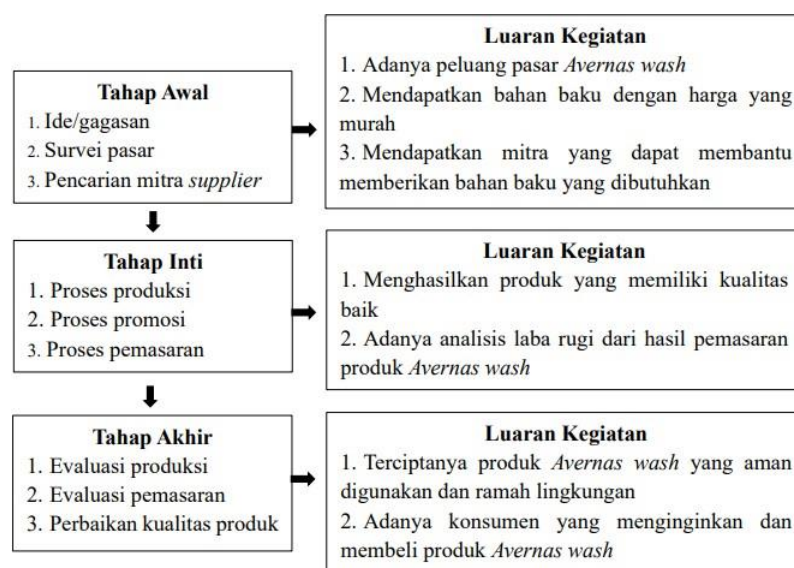 Tahap Awal
1. Ide/gagasan
2. Survei pasar
3. Pencarian mitra supplier
Luaran Kegiatan
1. Adanya peluang pasar Avernas wash
2. Mendapatkan bahan baku dengan harga yang
murah
3. Mendapatkan mitra yang dapat membantu
memberikan bahan baku yang dibutuhkan
Tahap Inti
1. Proses produksi
2. Proses promosi
3. Proses pemasaran
Luaran Kegiatan
1. Menghasilkan produk yang memiliki kualitas
baik
2. Adanya analisis laba rugi dari hasil pemasaran
produk Avernas wash
Tahap Akhir
1. Evaluasi produksi
2. Evaluasi pemasaran
3. Perbaikan kualitas produk
Luaran Kegiatan
1. Terciptanya produk Avernas wash yang aman
digunakan dan ramah lingkungan
2. Adanya konsumen yang menginginkan dan
membeli produk Avernas wash